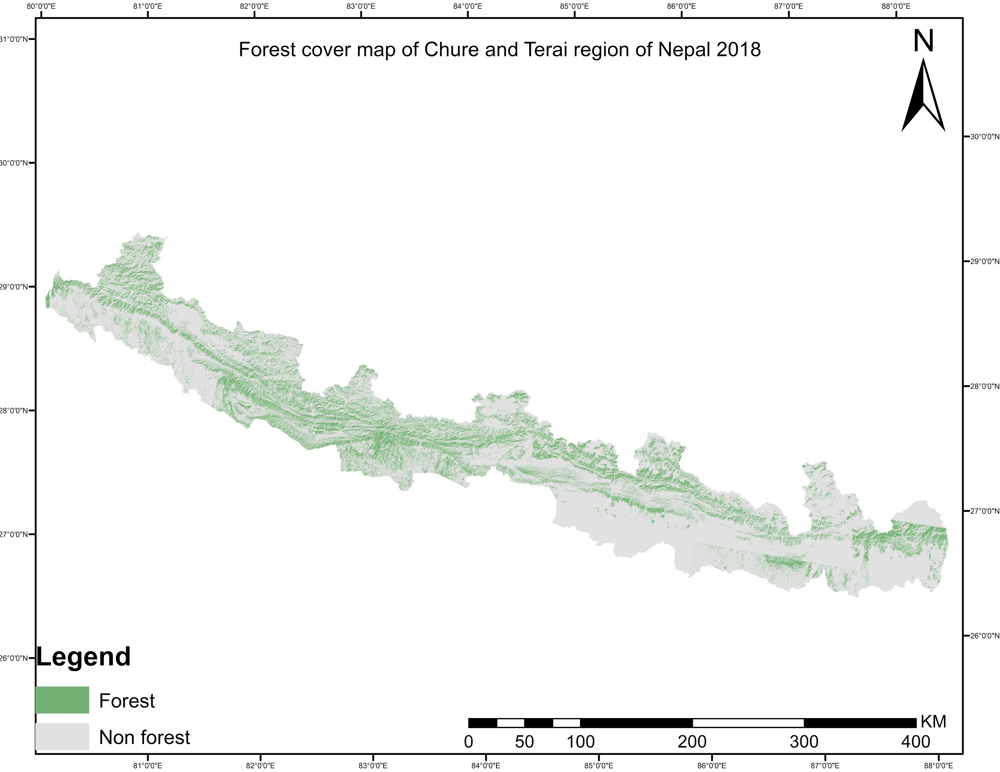 80°0'0"E 81°0'0"E 82°0'0"E 83°0'0"E 84°0'0"E 85°0'0"E 86°0'0"E 87°0'0"E 88°0'0"E
Forest cover map of Chure and Terai region of Nepal 2018
N
31°0'0"N
30°0'0"N
30°0'0"N
29°0'0"N
29°0'0"N
28°0'0"N
28°0'0"N
27°0'0"N
27°0'0"N
26°0'0"N
26°0'0"N
Legend
Forest
Non forest
KM
0 50 100 200 300 400
81°0'0"E 82°0'0"E 83°0'0"E 84°0'0"E 85°0'0"E 86°0'0"E 87°0'0"E 88°0'0"E